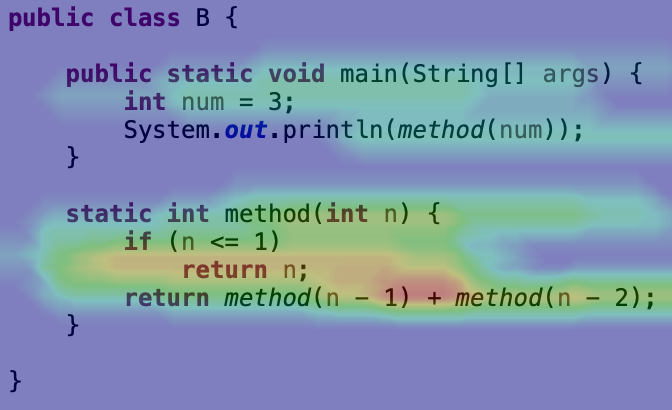 public class B {
    public static void main(String[] args) {
        int num = 3;
        System.out.println(method(num));
    }
    static int method(int n) {
        if (n <= 1)
            return n;
        return method(n - 1) + method(n - 2);
    }
}